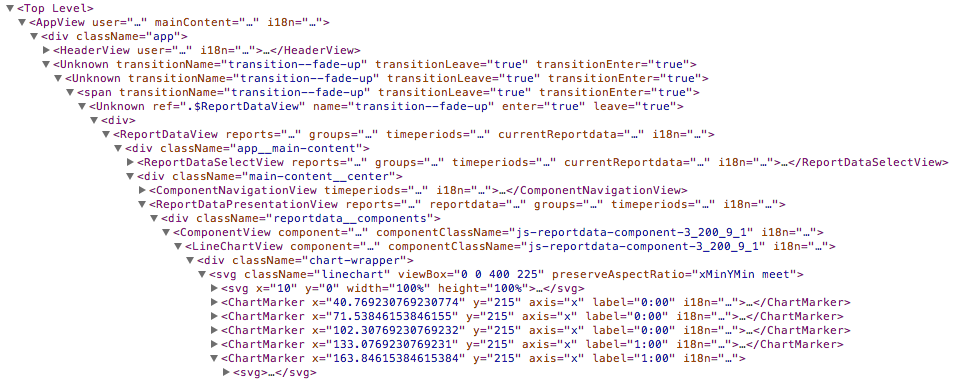 <Top Level>
<AppView user="…" mainContent="…" i18n="…">
<div className="app">
<HeaderView user="…" i18n="…">…</HeaderView>
<Unknown transitionName="transition--fade-up" transitionLeave="true" transitionEnter="true">
<Unknown transitionName="transition--fade-up" transitionLeave="true" transitionEnter="true">
<span transitionName="transition--fade-up" transitionLeave="true" transitionEnter="true">
<Unknown ref=".$ReportDataView" name="transition--fade-up" enter="true" leave="true">
<div>
<ReportDataView reports="…" groups="…" timeperiods="…" currentReportdata="…" i18n="…">
<div className="app__main-content">
<ReportDataSelectView reports="…" groups="…" timeperiods="…" currentReportdata="…" i18n="…">…</ReportDataSelectView>
<div className="main-content__center">
<ComponentNavigationView timeperiods="…" i18n="…">…</ComponentNavigationView>
<ReportDataPresentationView reports="…" reportdata="…" groups="…" timeperiods="…" i18n="…">
<div className="reportdata__components">
<ComponentView component="…" componentClassName="js-reportdata-component-3_200_9_1" i18n="…">
<LineChartView component="…" componentClassName="js-reportdata-component-3_200_9_1" i18n="…">
<div className="chart-wrapper">
<svg className="linechart" viewBox="0 0 400 225" preserveAspectRatio="xMinYMin meet">
<svg x="10" y="0" width="100%" height="100%">…</svg>
<ChartMarker x="40.769230769230774" y="215" axis="x" label="0:00" i18n="…">…</ChartMarker>
<ChartMarker x="71.53846153846155" y="215" axis="x" label="0:00" i18n="…">…</ChartMarker>
<ChartMarker x="102.30769230769232" y="215" axis="x" label="0:00" i18n="…">…</ChartMarker>
<ChartMarker x="133.0769230769231" y="215" axis="x" label="1:00" i18n="…">…</ChartMarker>
<ChartMarker x="163.84615384615384" y="215" axis="x" label="1:00" i18n="…">
<svg>…</svg>